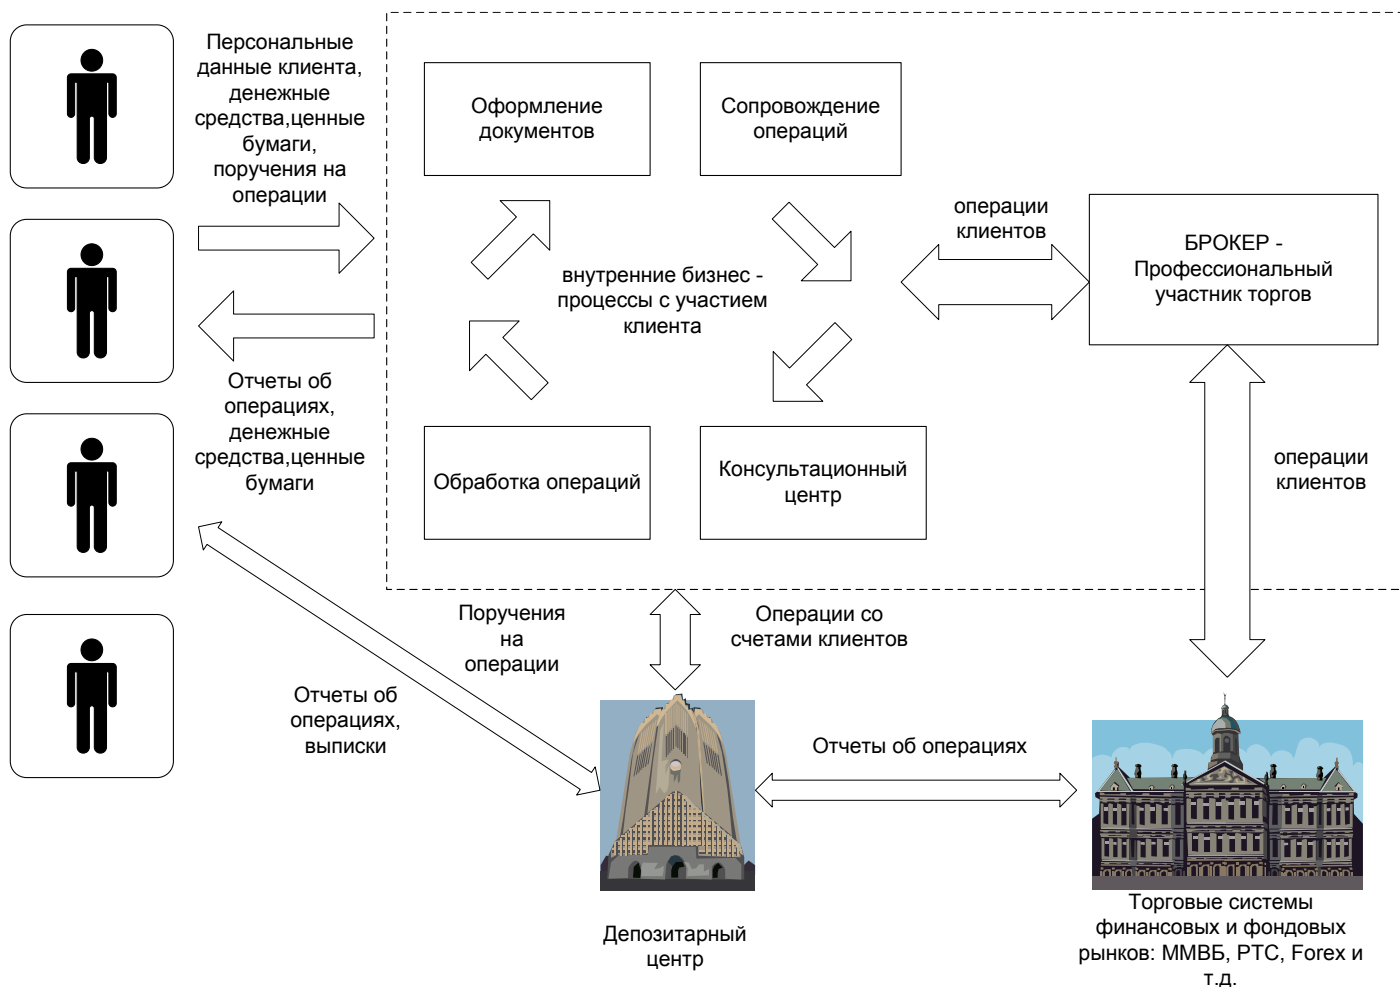 Персональные
данные клиента,
денежные
средства,ценные
бумаги,
поручения на
операции
Оформление
документов
Сопровождение
операций
операции
клиентов
БРОКЕР -
Профессиональный
участник торгов
внутренние бизнес -
процессы с участием
клиента
Отчеты об
операциях,
денежные
средства,ценные
бумаги
Обработка операций
Консультационный
центр
операции
клиентов
Поручения
на
операции
Операции со
счетами клиентов
Отчеты об
операциях,
выписки
Отчеты об операциях
Депозитарный
центр
Торговые системы
финансовых и фондовых
рынков: ММВБ, РТС, Forex и
т.д.